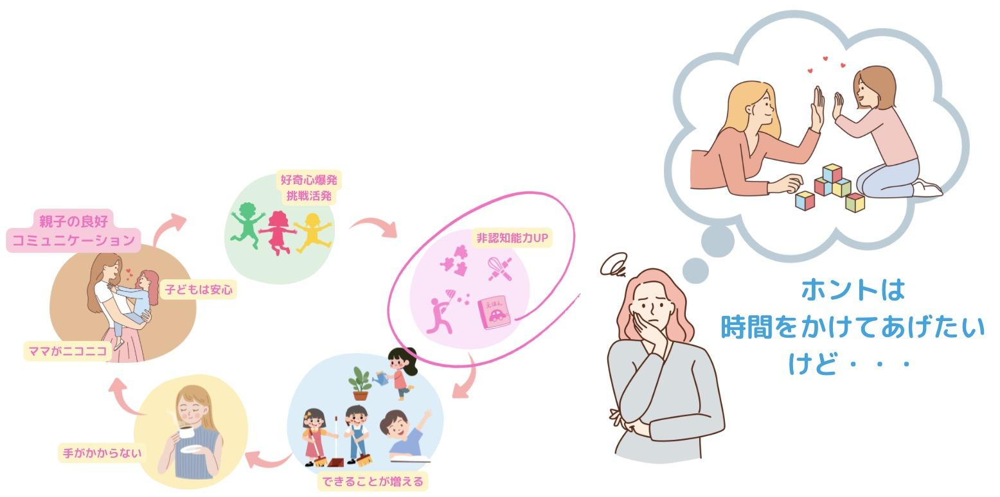 親子の良好
コミュニケーション
子どもは安心
ママがニコニコ
好奇心爆発
挑戦活発
非認知能力UP
えほん
できることが増える
手がかからない
ホントは
時間をかけてあげたい
けど・・・